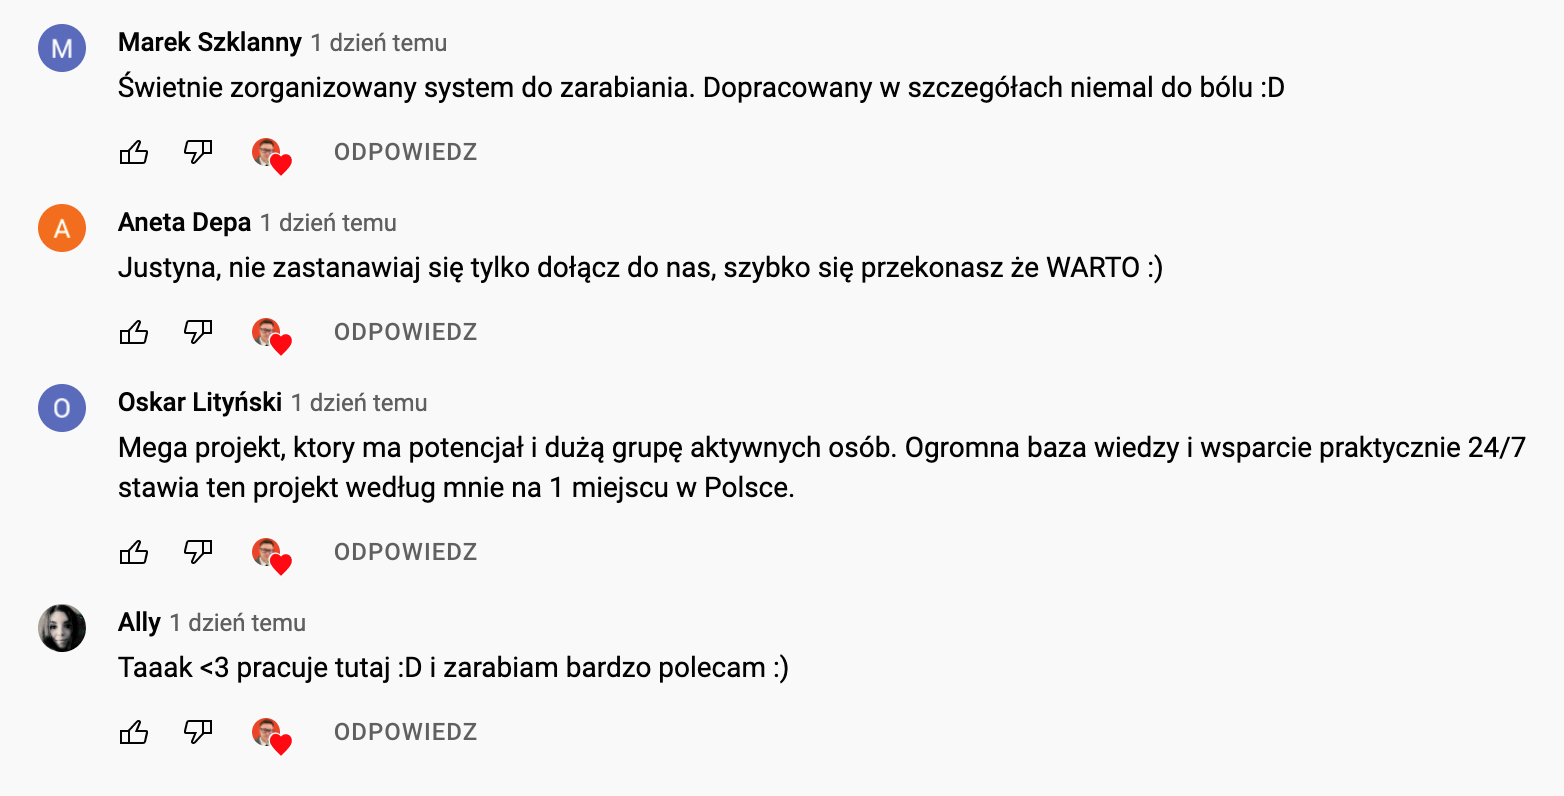 M
Marek Szklanny 1 dzień temu
Świetnie zorganizowany system do zarabiania. Dopracowany w szczegółach niemal do bólu :D
ODPOWIEDZ
A
Aneta Depa 1 dzień temu
Justyna, nie zastanawiaj się tylko dołącz do nas, szybko się przekonasz że WARTO :)
ODPOWIEDZ
O
Oskar Lityński 1 dzień temu
Mega projekt, ktory ma potencjał i dużą grupę aktywnych osób. Ogromna baza wiedzy i wsparcie praktycznie 24/7
stawia ten projekt według mnie na 1 miejscu w Polsce.
ODPOWIEDZ
Ally 1 dzień temu
Taaak <3 pracuje tutaj :D i zarabiam bardzo polecam :)
ODPOWIEDZ